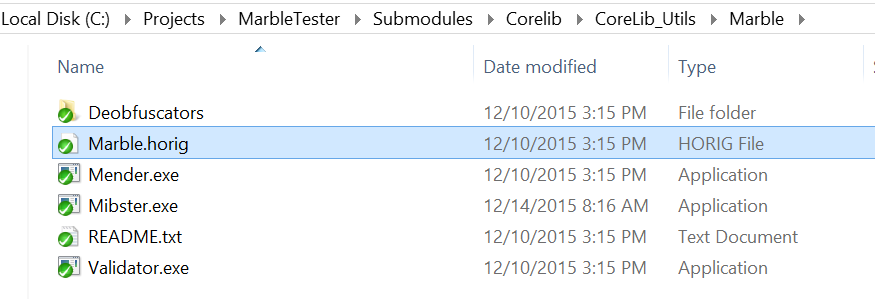 Local Disk (C:) Projects MarbleTester Submodules Corelib CoreLib_Utils Marble
Name Date modified Type
Deobfuscators 12/10/2015 3:15 PM File folder
Marble.horig 12/10/2015 3:15 PM HORIG File
Mender.exe 12/10/2015 3:15 PM Application
Mibster.exe 12/14/2015 8:16 AM Application
README.txt 12/10/2015 3:15 PM Text Document
Validator.exe 12/10/2015 3:15 PM Application